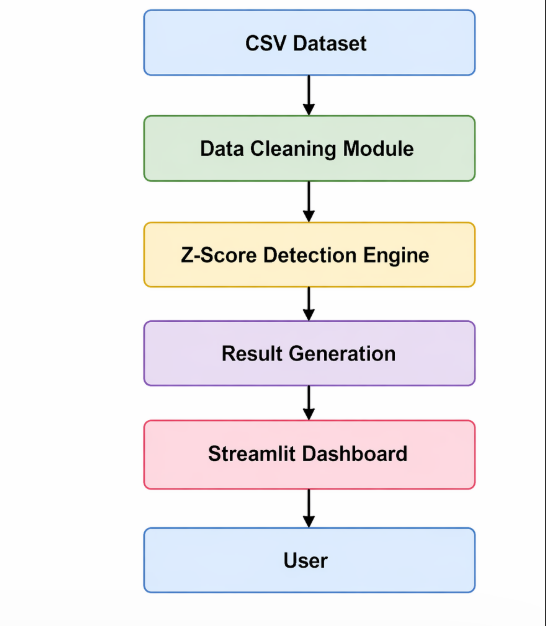 CSV Dataset
Data Cleaning Module
Z-Score Detection Engine
Result Generation
Streamlit Dashboard
User